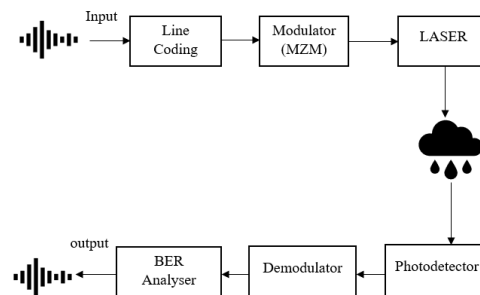 Input
Line
Coding
Modulator
(MZM)
LASER
Photodetector
Demodulator
BER
Analyser
output